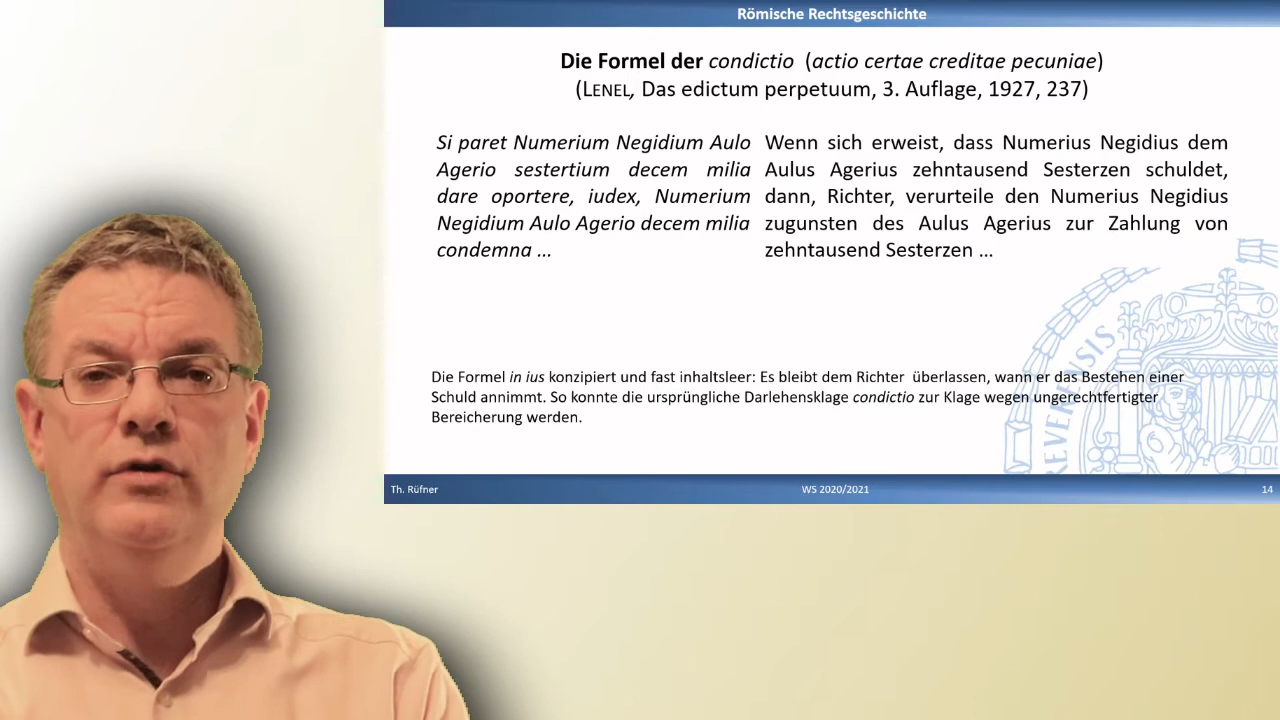 Römische Rechtsgeschichte
Die Formel der condictio (actio certae creditae pecuniae)
(LENEL, Das edictum perpetuum, 3. Auflage, 1927, 237)
Si paret Numerium Negidium Aulo
Agerio sestertium decem milia
dare oportere, iudex, Numerium
Negidium Aulo Agerio decem milia
condemna ...
Wenn sich erweist, dass Numerius Negidius dem
Aulus Agerius zehntausend Sesterzen schuldet,
dann, Richter, verurteile den Numerius Negidius
zugunsten des Aulus Agerius zur Zahlung von
zehntausend Sesterzen ...
Die Formel in ius konzipiert und fast inhaltsleer: Es bleibt dem Richter überlassen, wann er das Bestehen einer
Schuld annimmt. So konnte die ursprüngliche Darlehensklage condictio zur Klage wegen ungerechtfertigter
Bereicherung werden.
REVERENSIS
Th. Rüfner
WS 2020/2021
14